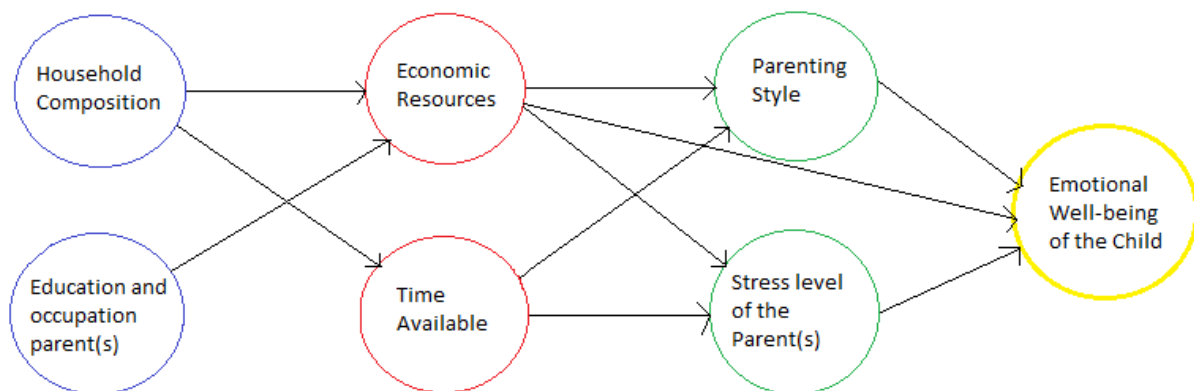 Household
Composition
Economic
Resources
Parenting
Style
Emotional
Well-being
of the Child
Education and
occupation
parent(s)
Time
Available
Stress level
of the
Parent(s)